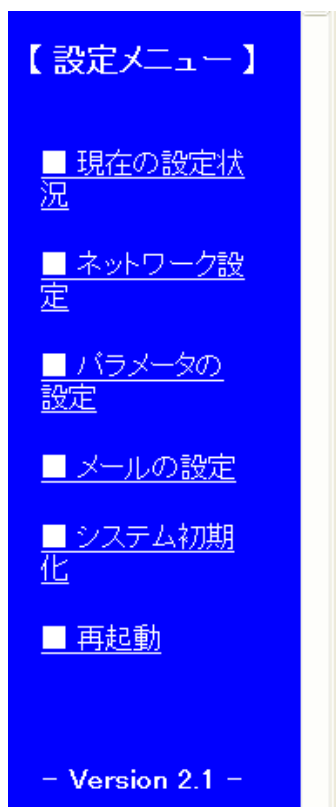 【 設定メニュー 】
■ 現在の設定状
況
■ ネットワーク設
定
■ パラメータの
設定
■ メールの設定
■ システム初期
化
■ 再起動
− Version 2.1 −